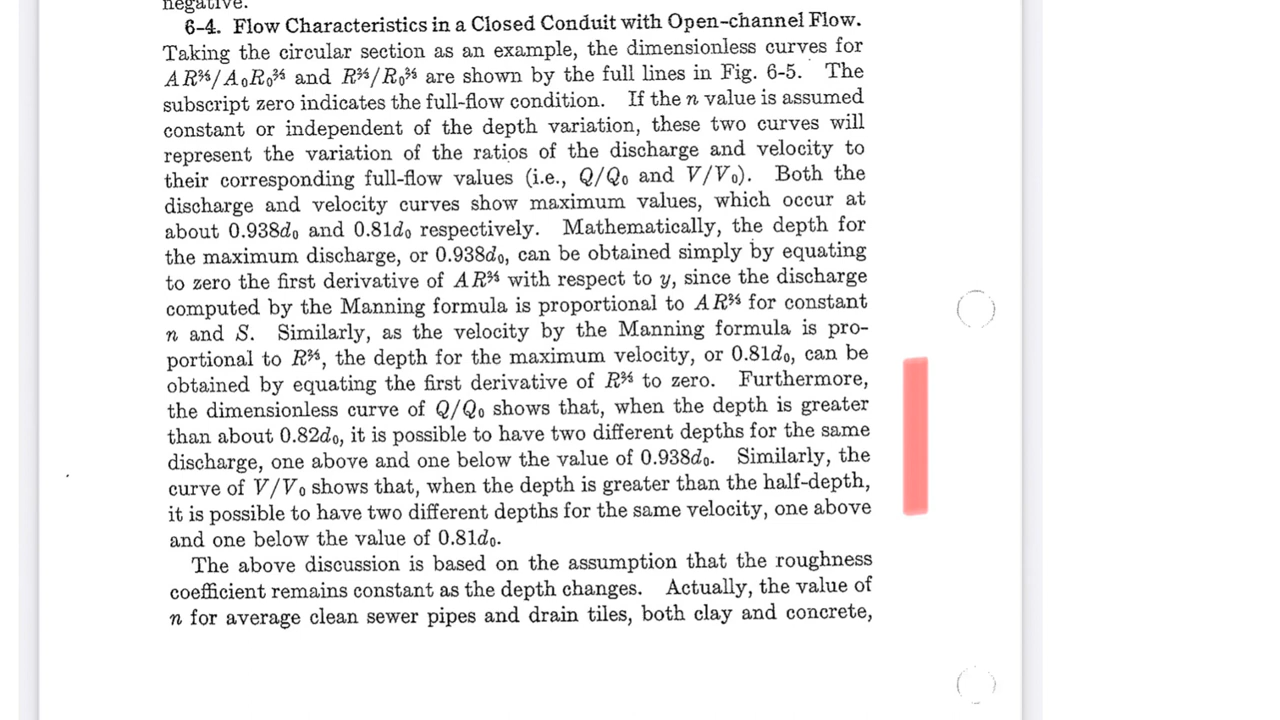 negative.
6-4. Flow Characteristics in a Closed Conduit with Open-channel Flow.
Taking the circular section as an example, the dimensionless curves for
AR⅔/A₀R₀⅔ and R⅔/R₀⅔ are shown by the full lines in Fig. 6-5. The
subscript zero indicates the full-flow condition. If the n value is assumed
constant or independent of the depth variation, these two curves will
represent the variation of the ratios of the discharge and velocity to
their corresponding full-flow values (i.e., Q/Q₀ and V/V₀). Both the
discharge and velocity curves show maximum values, which occur at
about 0.938d₀ and 0.81d₀ respectively. Mathematically, the depth for
the maximum discharge, or 0.938d₀, can be obtained simply by equating
to zero the first derivative of AR⅔ with respect to y, since the discharge
computed by the Manning formula is proportional to AR⅔ for constant
n and S. Similarly, as the velocity by the Manning formula is pro-
portional to R⅔, the depth for the maximum velocity, or 0.81d₀, can be
obtained by equating the first derivative of R⅔ to zero. Furthermore,
the dimensionless curve of Q/Q₀ shows that, when the depth is greater
than about 0.82d₀, it is possible to have two different depths for the same
discharge, one above and one below the value of 0.938d₀. Similarly, the
curve of V/V₀ shows that, when the depth is greater than the half-depth,
it is possible to have two different depths for the same velocity, one above
and one below the value of 0.81d₀.
The above discussion is based on the assumption that the roughness
coefficient remains constant as the depth changes. Actually, the value of
n for average clean sewer pipes and drain tiles, both clay and concrete,